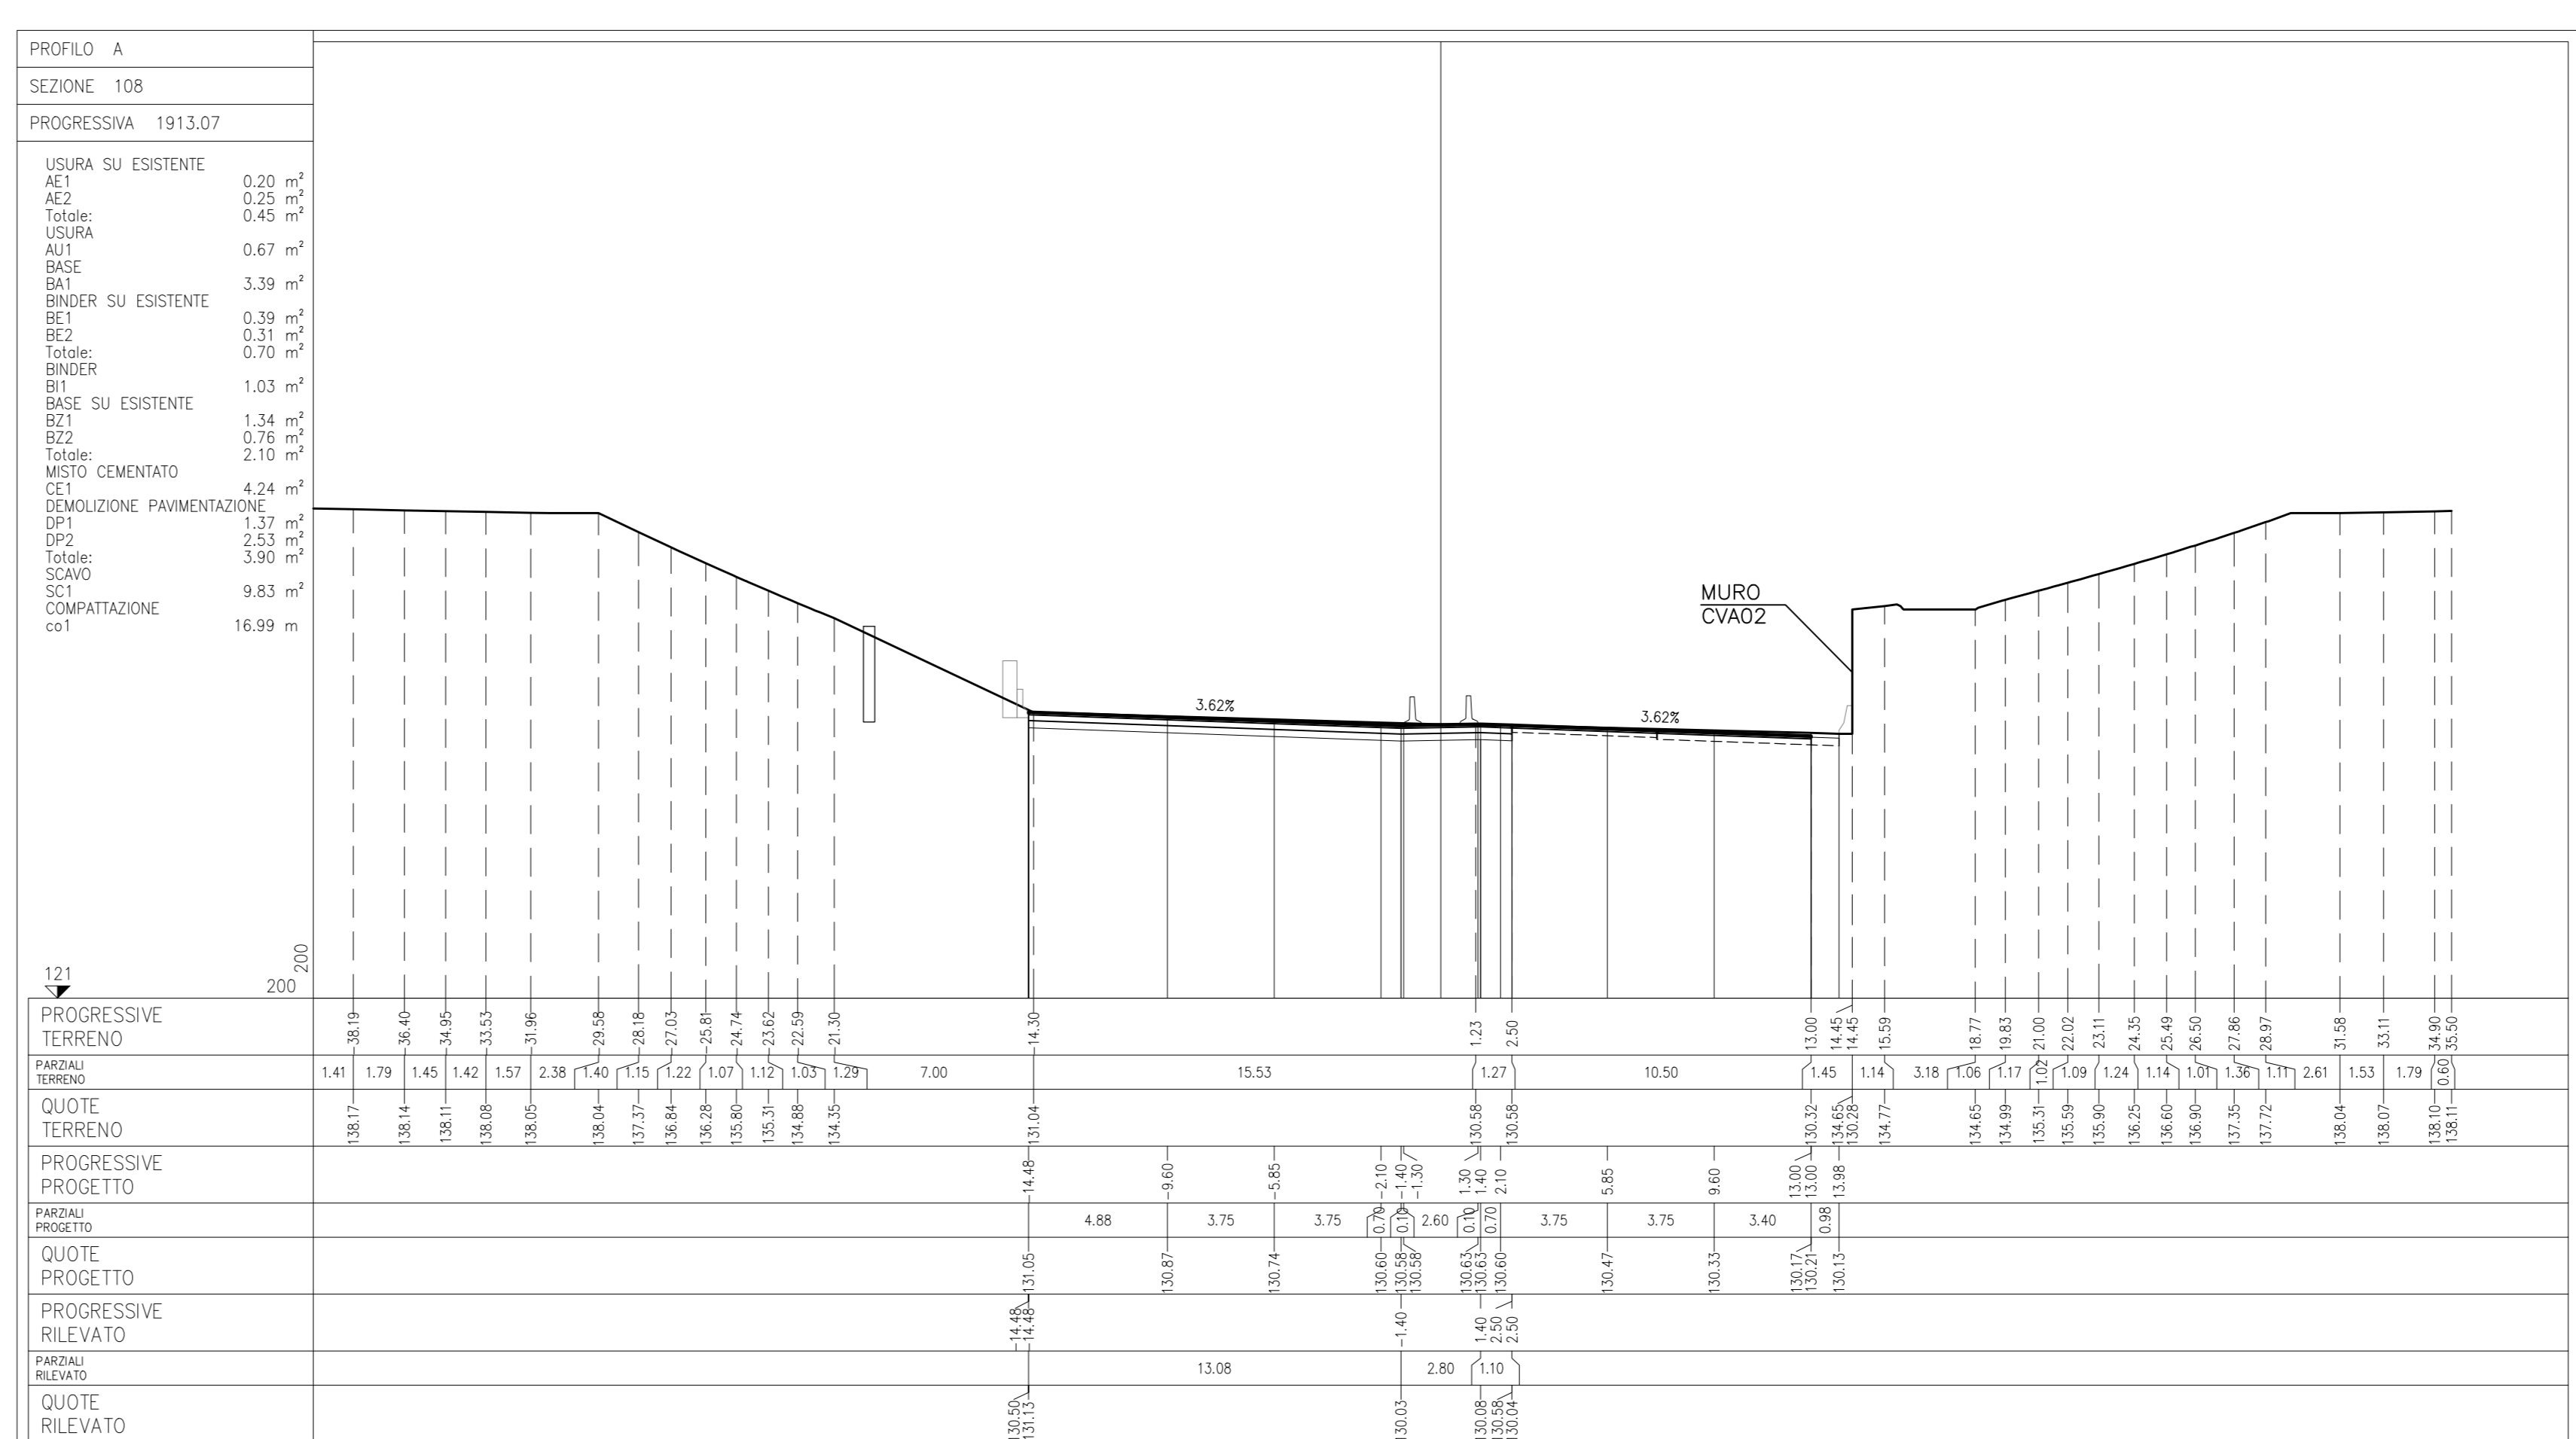 PROFILO A
SEZIONE 108
PROGRESSIVA 1913.07
USURA SU ESISTENTE
AE1 0.20 m²
AE2 0.25 m²
Totale: 0.45 m²
USURA
AU1 0.67 m²
BASE
BA1 3.39 m²
BINDER SU ESISTENTE
BE1 0.39 m²
BE2 0.31 m²
Totale: 0.70 m²
BINDER
BI1 1.03 m²
BASE SU ESISTENTE
BZ1 1.34 m²
BZ2 0.76 m²
Totale: 2.10 m²
MISTO CEMENTATO
CE1 4.24 m²
DEMOLIZIONE PAVIMENTAZIONE
DP1 1.37 m²
DP2 2.53 m²
Totale: 3.90 m²
SCAVO
SC1 9.83 m²
COMPATTAZIONE
co1 16.99 m
3.62%
3.62%
MURO
CVA02
121
200
200
PROGRESSIVE
TERRENO
-38.19 -36.40 -34.95 -33.53 -31.96 -29.58 -28.18 -27.03 -25.81 -24.74 -23.62 -22.59 -21.30 -14.30 1.23 2.50 13.00 14.45 14.45 15.59 18.77 19.83 21.00 22.02 23.11 24.35 25.49 26.50 27.86 28.97 31.58 33.11 34.90 35.50
PARZIALI
TERRENO
1.41 1.79 1.45 1.42 1.57 2.38 1.40 1.15 1.22 1.07 1.12 1.03 1.29 7.00 15.53 1.27 10.50 1.45 1.14 3.18 1.06 1.17 1.02 1.09 1.24 1.14 1.01 1.36 1.11 2.61 1.53 1.79 0.60
QUOTE
TERRENO
138.17 138.14 138.11 138.08 138.05 138.04 137.37 136.84 136.28 135.80 135.31 134.88 134.35 131.04 130.58 130.58 130.32 134.65 130.28 134.77 134.65 134.99 135.31 135.59 135.90 136.25 136.60 136.90 137.35 137.72 138.04 138.07 138.10 138.11
PROGRESSIVE
PROGETTO
-14.48 -9.60 -5.85 -2.10 -1.40 -1.30 1.30 1.40 2.10 5.85 9.60 13.00 13.00 13.98
PARZIALI
PROGETTO
4.88 3.75 3.75 0.70 0.10 2.60 0.10 0.70 3.75 3.75 3.40 0.98
QUOTE
PROGETTO
131.05 130.87 130.74 130.60 130.58 130.58 130.63 130.63 130.60 130.47 130.33 130.17 130.21 130.13
PROGRESSIVE
RILEVATO
-14.48 -14.48 -1.40 1.40 2.50 2.50
PARZIALI
RILEVATO
13.08 2.80 1.10
QUOTE
RILEVATO
130.50 131.13 130.03 130.08 130.58 130.04